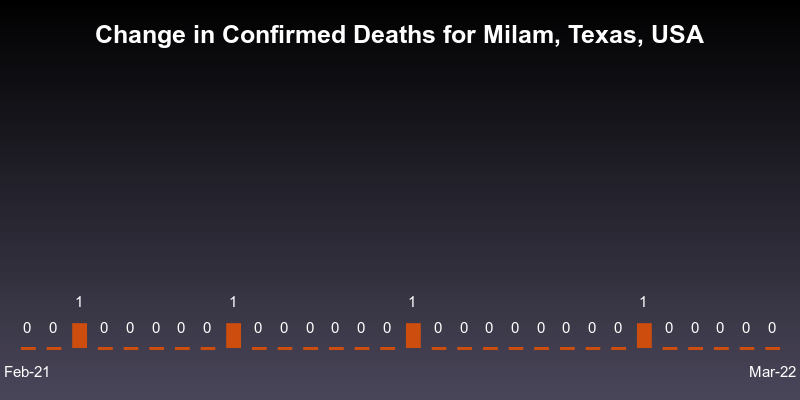 Change in Confirmed Deaths for Milam, Texas, USA
1 1 1 1
0 0 0 0 0 0 0 0 0 0 0 0 0 0 0 0 0 0 0 0 0 0 0 0 0 0
Feb-21 Mar-22